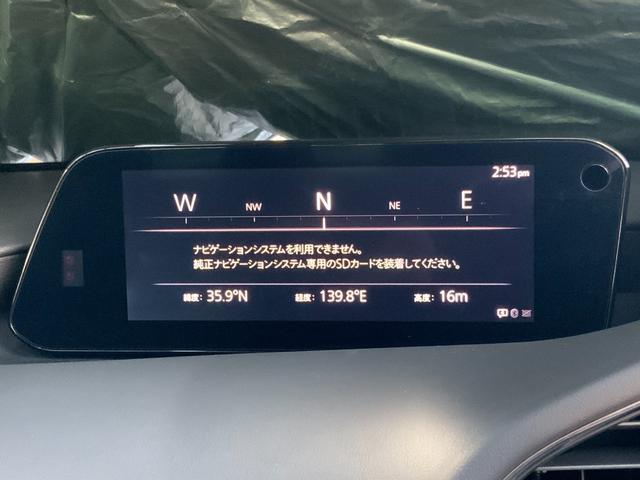 2:53pm
W NW N NE E
ナビゲーションシステムを利用できません。
純正ナビゲーションシステム専用のSDカードを装着してください。
緯度: 35.9°N 経度: 139.8°E 高度: 16m